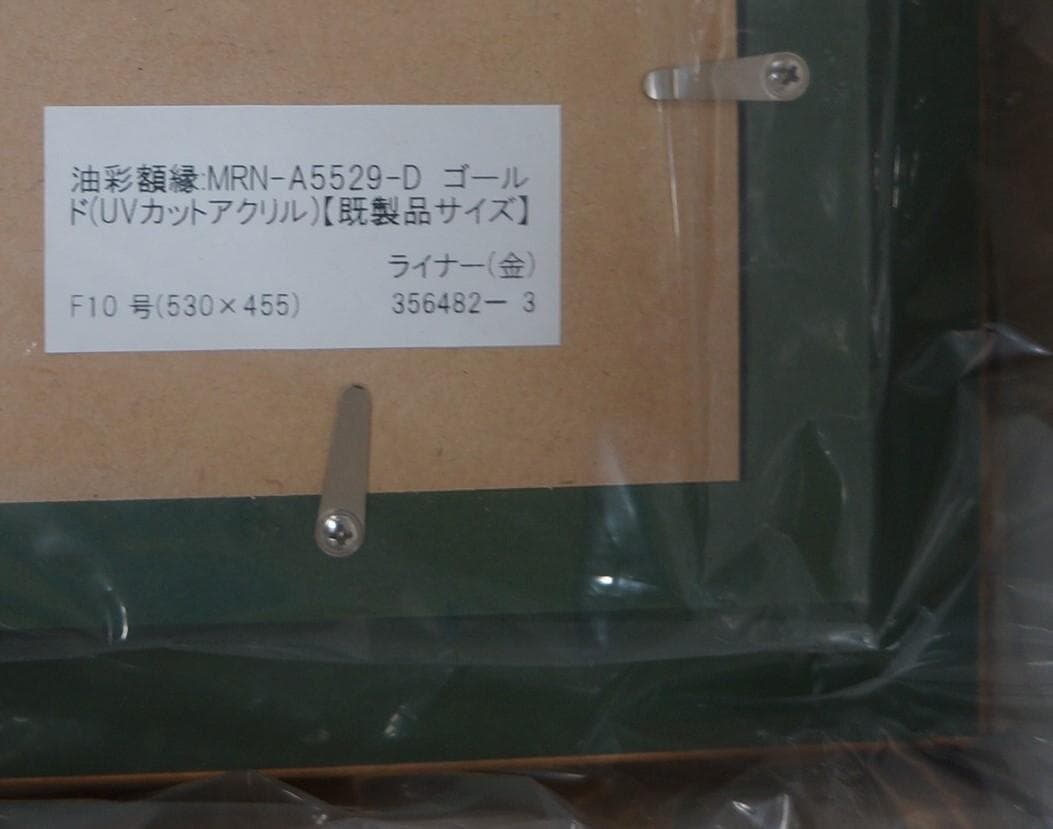 油彩額縁:MRN-A5529-D ゴール
ド(UVカットアクリル)【既製品サイズ】
ライナー(金)
F10 号(530×455) 356482ー 3